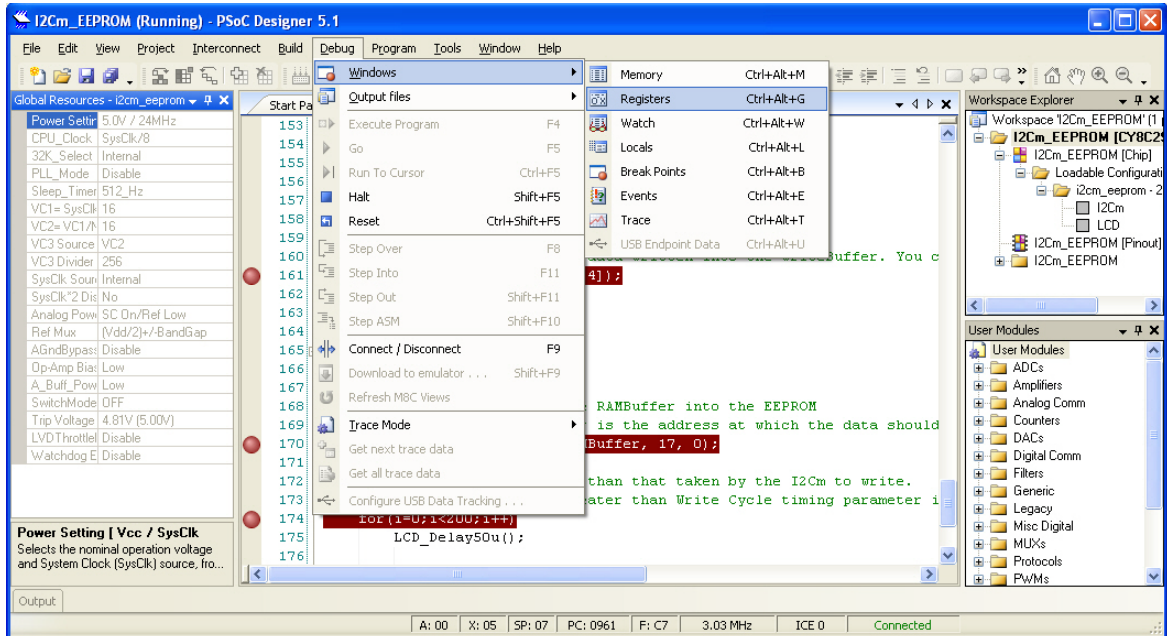 I2Cm_EEPROM (Running) - PSoC Designer 5.1
File Edit View Project Interconnect Build Debug Program Tools Window Help
Global Resources - i2cm_eeprom
Power Settin 5.0V / 24MHz
CPU_Clock SysClk/8
32K_Select Internal
PLL_Mode Disable
Sleep_Timer 512_Hz
VC1= SysClk 16
VC2= VC1/N 16
VC3 Source VC2
VC3 Divider 256
SysClk Sourc Internal
SysClk*2 Dis No
Analog Powe SC On/Ref Low
Ref Mux (Vdd/2)+/-BandGap
AGndBypass Disable
Op-Amp Bias Low
A_Buff_Pow Low
SwitchMode OFF
Trip Voltage 4.81V (5.00V)
LVDThrottlel Disable
Watchdog E Disable
Power Setting [ Vcc / SysClk
Selects the nominal operation voltage
and System Clock (SysClk) source, fro...
Start Pa
153
154
155
156
157
158
159
160
161
162
163
164
165
166
167
168
169
170
171
172
173
174
175
176
Windows
Output files
Execute Program F4
Go F5
Run To Cursor Ctrl+F5
Halt Shift+F5
Reset Ctrl+Shift+F5
Step Over F8
Step Into F11
Step Out Shift+F11
Step ASM Shift+F10
Connect / Disconnect F9
Download to emulator . . . Shift+F9
Refresh M8C Views
Trace Mode
Get next trace data
Get all trace data
Configure USB Data Tracking . . .
Memory Ctrl+Alt+M
Registers Ctrl+Alt+G
Watch Ctrl+Alt+W
Locals Ctrl+Alt+L
Break Points Ctrl+Alt+B
Events Ctrl+Alt+E
Trace Ctrl+Alt+T
USB Endpoint Data Ctrl+Alt+U
Buffer. You c
4]);
RAMBuffer into the EEPROM
is the address at which the data should
Buffer, 17, 0);
than that taken by the I2Cm to write.
ater than Write Cycle timing parameter i
for(i=0;i<200;i++)
LCD_Delay50u();
Workspace Explorer
Workspace 'I2Cm_EEPROM' (1
I2Cm_EEPROM [CY8C29
I2Cm_EEPROM [Chip]
Loadable Configurati
i2cm_eeprom - 2
I2Cm
LCD
I2Cm_EEPROM [Pinout]
I2Cm_EEPROM
User Modules
User Modules
ADCs
Amplifiers
Analog Comm
Counters
DACs
Digital Comm
Filters
Generic
Legacy
Misc Digital
MUXs
Protocols
PWMs
Output
A: 00 X: 05 SP: 07 PC: 0961 F: C7 3.03 MHz ICE 0 Connected